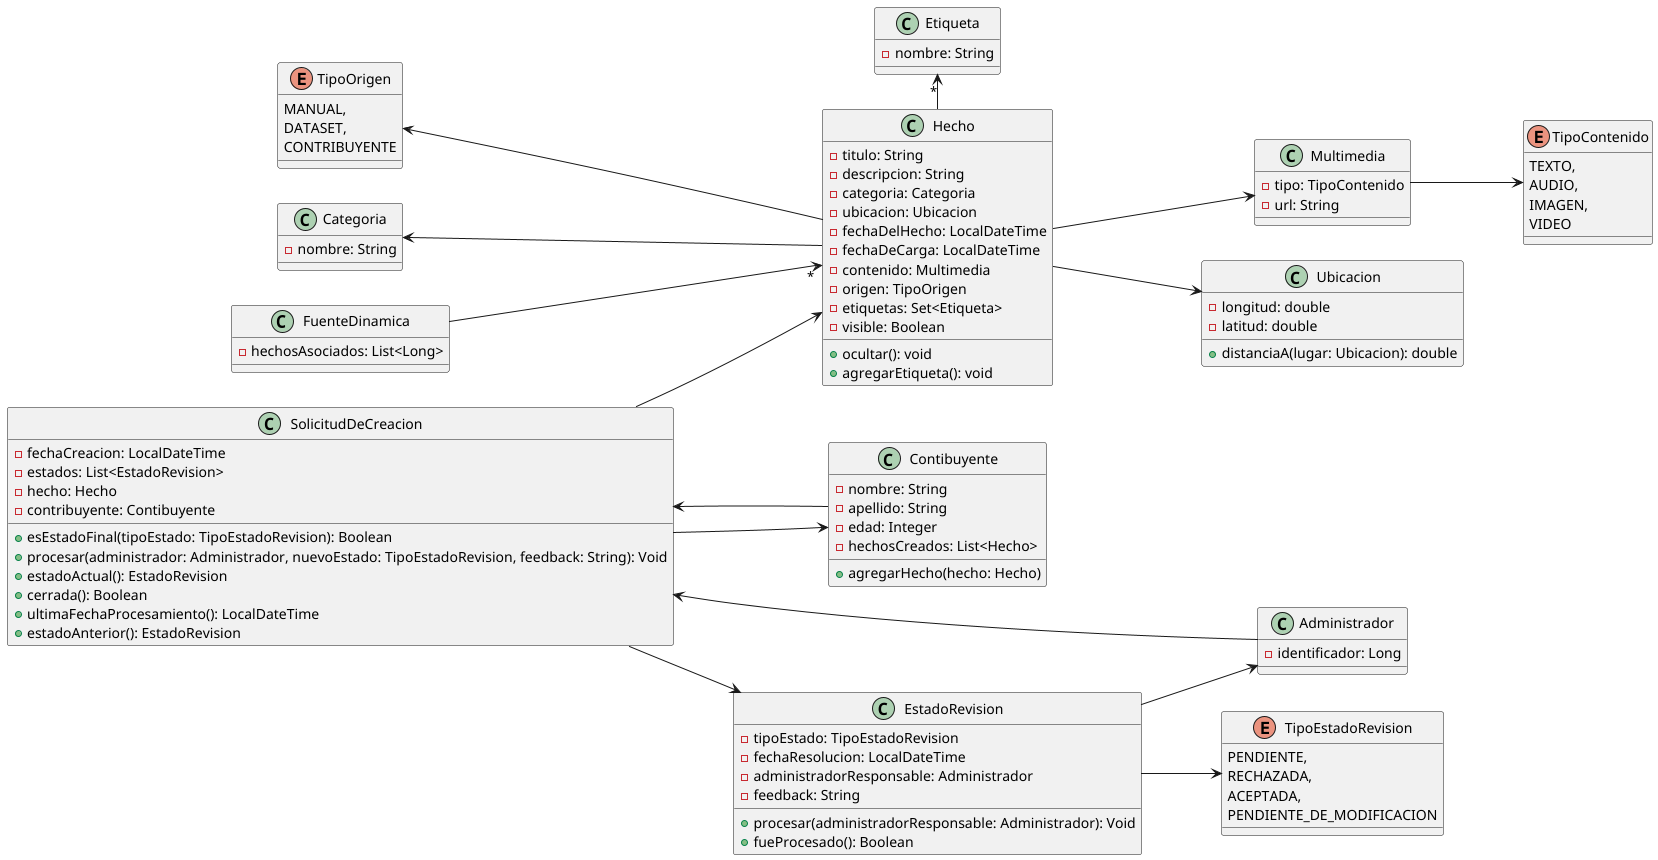 C Etiqueta
nombre: String
E TipoOrigen
MANUAL,
DATASET,
CONTRIBUYENTE
C Categoria
nombre: String
C FuenteDinamica
hechosAsociados: List<Long>
*
*
C Hecho
titulo: String
descripcion: String
categoria: Categoria
ubicacion: Ubicacion
fechaDelHecho: LocalDateTime
fechaDeCarga: LocalDateTime
contenido: Multimedia
origen: TipoOrigen
etiquetas: Set<Etiqueta>
visible: Boolean
ocultar(): void
agregarEtiqueta(): void
C Multimedia
tipo: TipoContenido
url: String
E TipoContenido
TEXTO,
AUDIO,
IMAGEN,
VIDEO
C Ubicacion
longitud: double
latitud: double
distanciaA(lugar: Ubicacion): double
C SolicitudDeCreacion
fechaCreacion: LocalDateTime
estados: List<EstadoRevision>
hecho: Hecho
contribuyente: Contibuyente
esEstadoFinal(tipoEstado: TipoEstadoRevision): Boolean
procesar(administrador: Administrador, nuevoEstado: TipoEstadoRevision, feedback: String): Void
estadoActual(): EstadoRevision
cerrada(): Boolean
ultimaFechaProcesamiento(): LocalDateTime
estadoAnterior(): EstadoRevision
C Contibuyente
nombre: String
apellido: String
edad: Integer
hechosCreados: List<Hecho>
agregarHecho(hecho: Hecho)
C Administrador
identificador: Long
C EstadoRevision
tipoEstado: TipoEstadoRevision
fechaResolucion: LocalDateTime
administradorResponsable: Administrador
feedback: String
procesar(administradorResponsable: Administrador): Void
fueProcesado(): Boolean
E TipoEstadoRevision
PENDIENTE,
RECHAZADA,
ACEPTADA,
PENDIENTE_DE_MODIFICACION